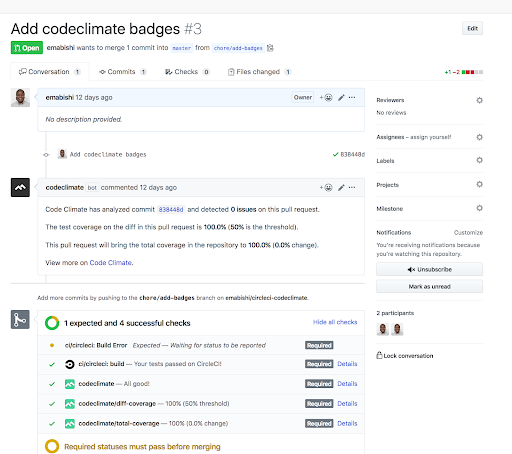 Add codeclimate badges #3
Edit
Open emabishi wants to merge 1 commit into master from chore/add-badges
Conversation 1 Commits 1 Checks 0 Files changed 1 +1 −2
emabishi 12 days ago Owner
No description provided.
Add codeclimate badges 838448d
codeclimate bot commented 12 days ago
Code Climate has analyzed commit 838448d and detected 0 issues on this pull request.
The test coverage on the diff in this pull request is 100.0% (50% is the threshold).
This pull request will bring the total coverage in the repository to 100.0% (0.0% change).
View more on Code Climate.
Add more commits by pushing to the chore/add-badges branch on emabishi/circleci-codeclimate.
1 expected and 4 successful checks Hide all checks
ci/circleci: Build Error Expected — Waiting for status to be reported Required
ci/circleci: build — Your tests passed on CircleCI! Required Details
codeclimate — All good! Required Details
codeclimate/diff-coverage — 100% (50% threshold) Required Details
codeclimate/total-coverage — 100% (0.0% change) Required Details
Required statuses must pass before merging
Reviewers
No reviews
Assignees – assign yourself
Labels
Projects
Milestone
Notifications Customize
You're receiving notifications because
you're watching this repository.
Unsubscribe
Mark as unread
2 participants
Lock conversation